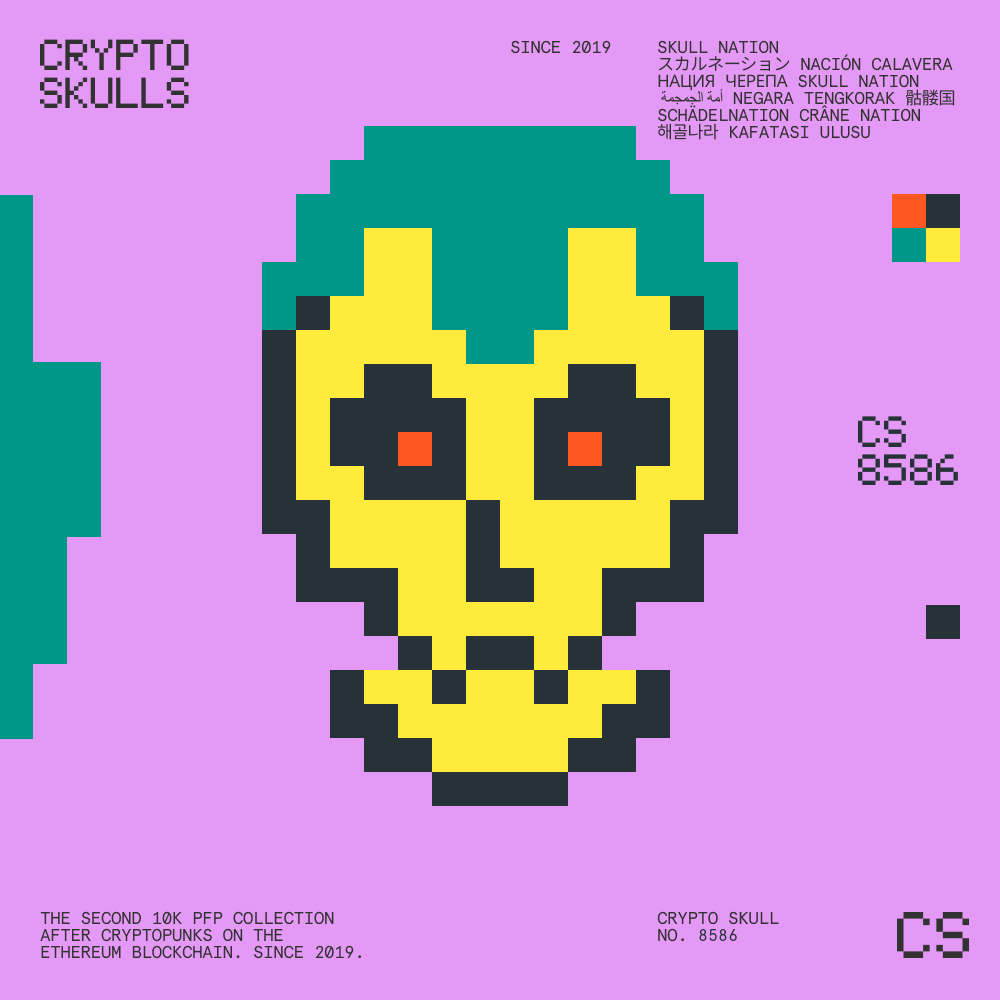 CRYPTO
SKULLS
SINCE 2019
SKULL NATION
スカルネーション NACIÓN CALAVERA
НАЦИЯ ЧЕРЕПА SKULL NATION
أمة الجمجمة NEGARA TENGKORAK 骷髅国
SCHÄDELNATION CRÂNE NATION
해골나라 KAFATASI ULUSU
CS
8586
THE SECOND 10K PFP COLLECTION
AFTER CRYPTOPUNKS ON THE
ETHEREUM BLOCKCHAIN. SINCE 2019.
CRYPTO SKULL
NO. 8586
CS